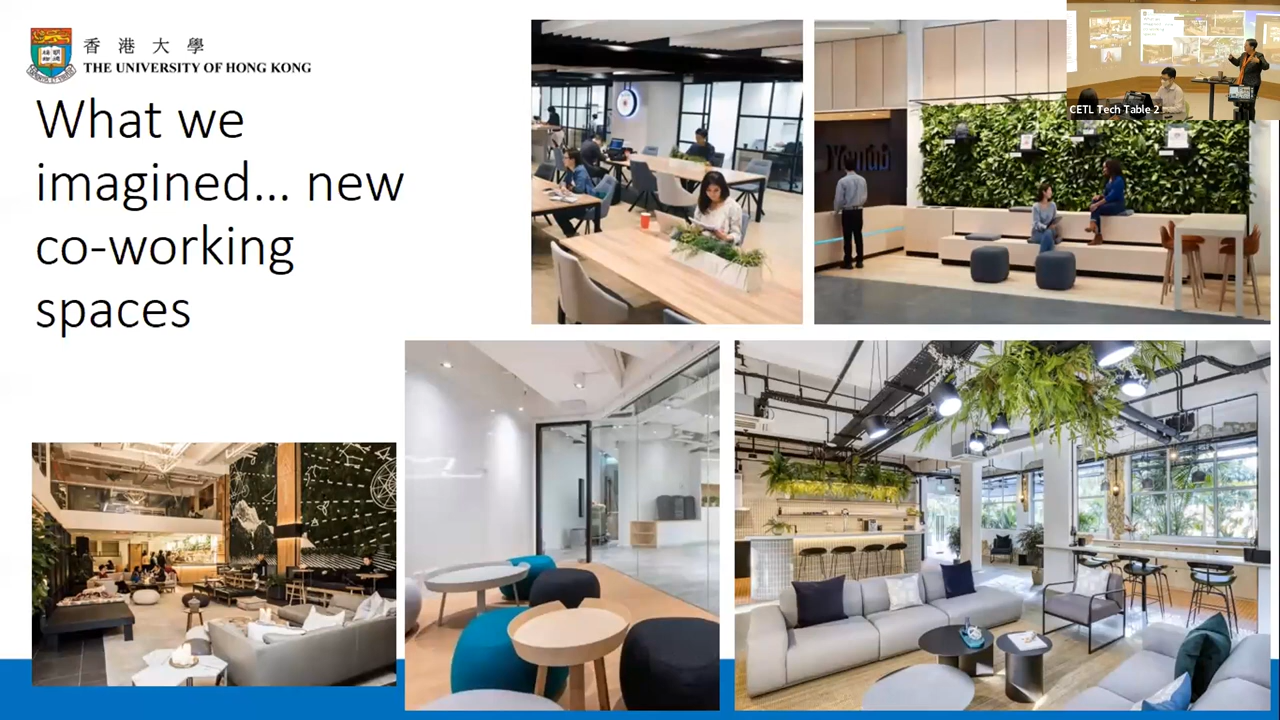 香港大學
THE UNIVERSITY OF HONG KONG
What we
imagined... new
co-working
spaces
CETL Tech Table 2